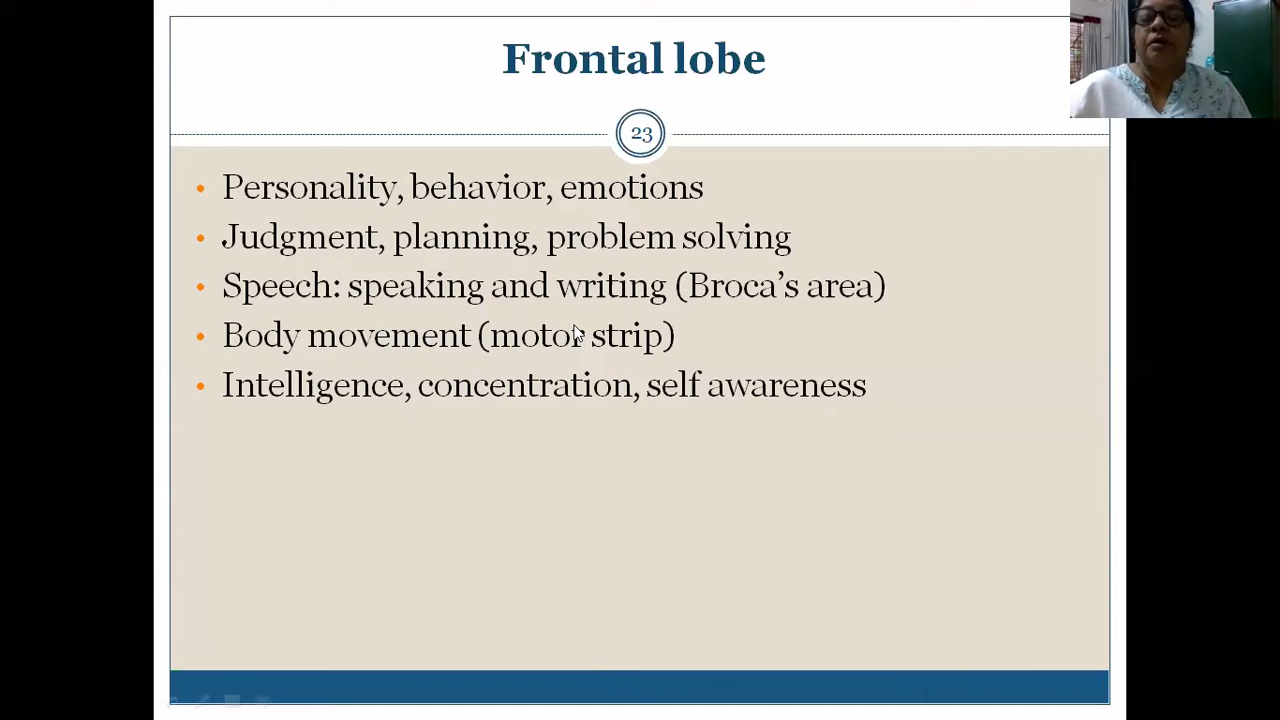 Frontal lobe
23
• Personality, behavior, emotions
• Judgment, planning, problem solving
• Speech: speaking and writing (Broca’s area)
• Body movement (motor strip)
• Intelligence, concentration, self awareness